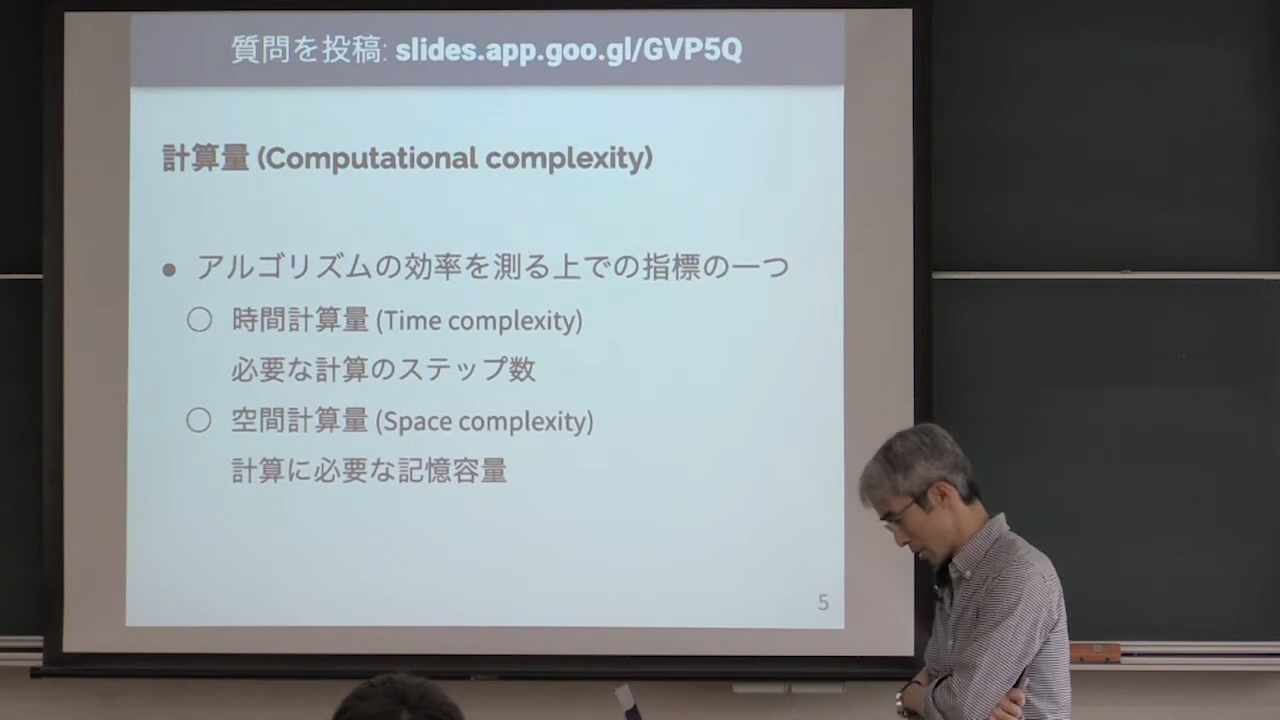 質問を投稿: slides.app.goo.gl/GVP5Q
計算量 (Computational complexity)
● アルゴリズムの効率を測る上での指標の一つ
○ 時間計算量 (Time complexity)
必要な計算のステップ数
○ 空間計算量 (Space complexity)
計算に必要な記憶容量
5